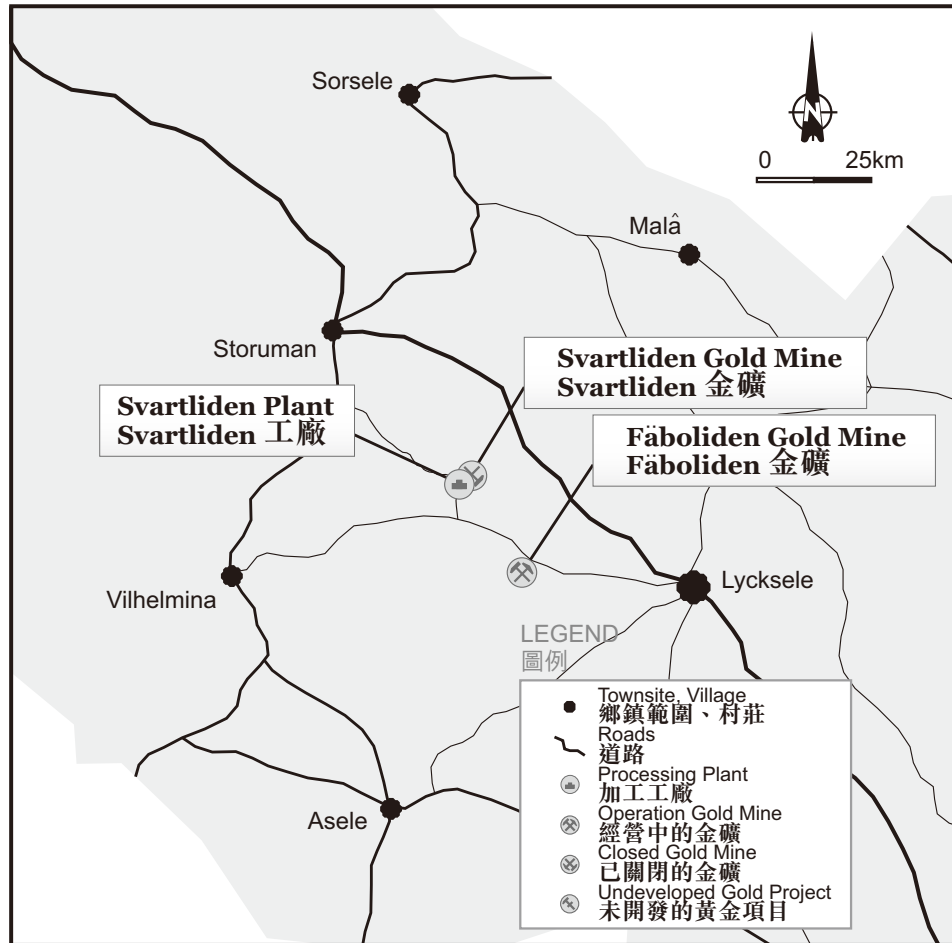 Sorsele
0 25km
Malâ
Storuman
Svartliden Gold Mine
Svartliden 金礦
Svartliden Plant
Svartliden 工廠
Fäboliden Gold Mine
Fäboliden 金礦
Vilhelmina
Lycksele
LEGEND
圖例
Townsite, Village
鄉鎮範圍、村莊
Roads
道路
Processing Plant
加工工廠
Operation Gold Mine
經營中的金礦
Closed Gold Mine
已關閉的金礦
Undeveloped Gold Project
未開發的黃金項目
Asele